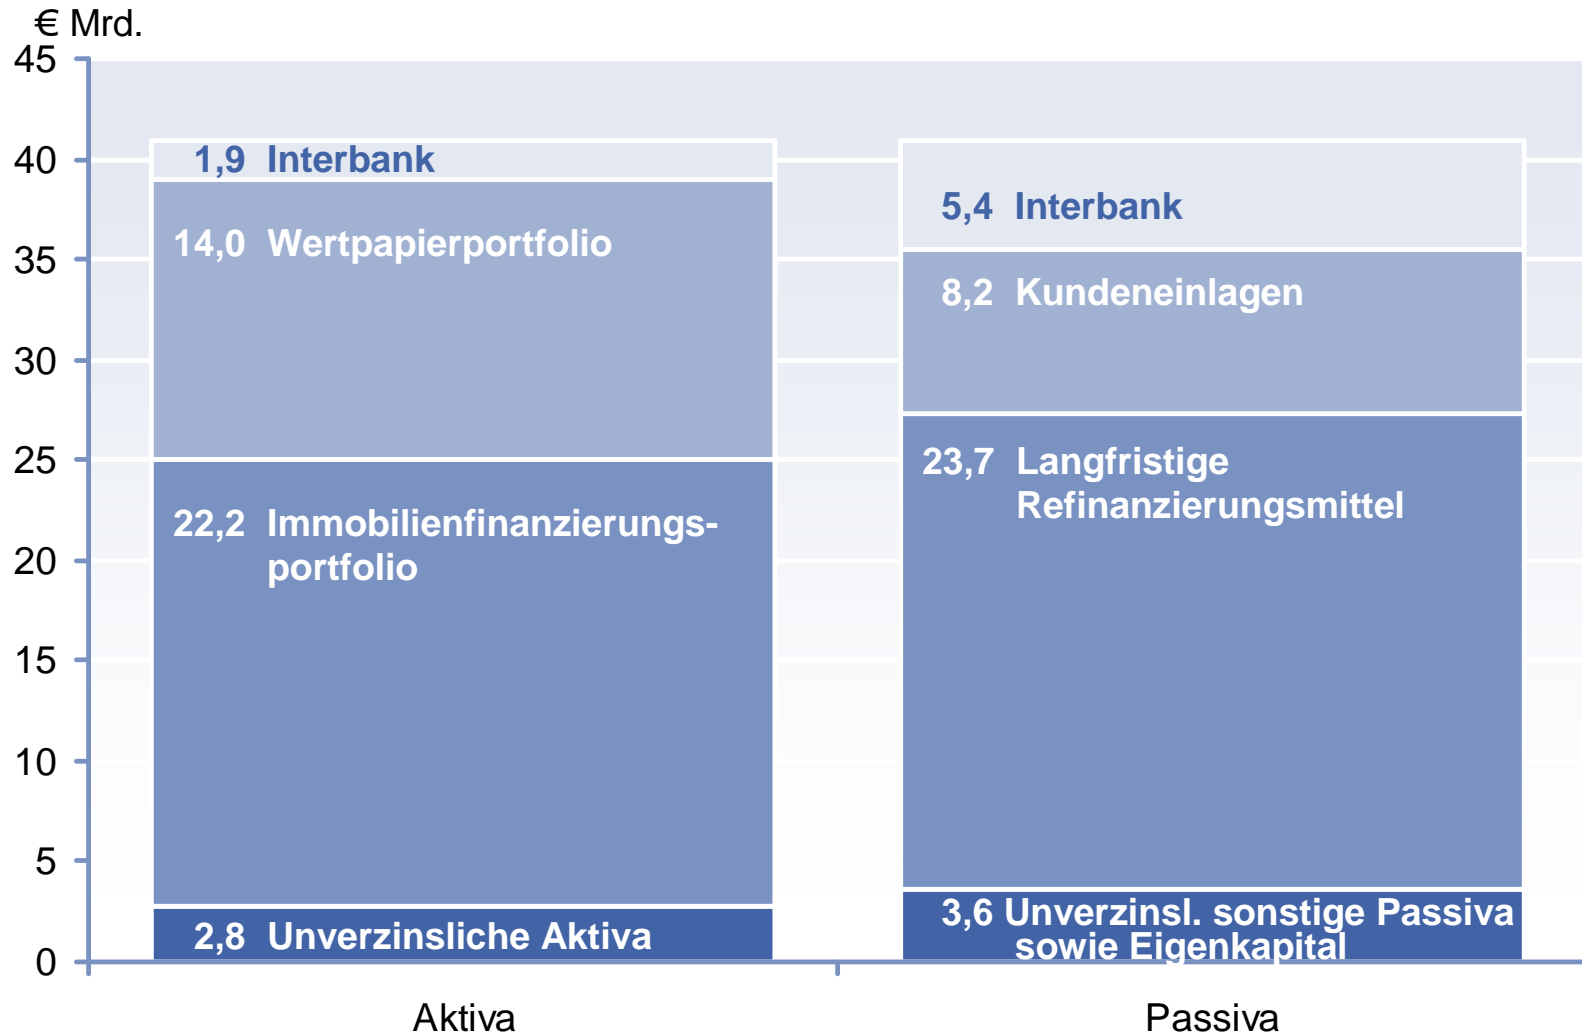 € Mrd.
45
40
35
30
25
20
15
10
5
0
1,9 Interbank
14,0 Wertpapierportfolio
22,2 Immobilienfinanzierungs-
portfolio
2,8 Unverzinsliche Aktiva
5,4 Interbank
8,2 Kundeneinlagen
23,7 Langfristige
Refinanzierungsmittel
3,6 Unverzinsl. sonstige Passiva
sowie Eigenkapital
Aktiva
Passiva